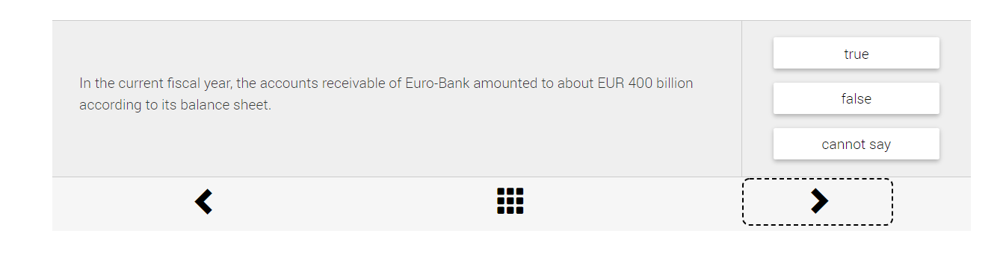 In the current fiscal year, the accounts receivable of Euro-Bank amounted to about EUR 400 billion
according to its balance sheet.
true
false
cannot say